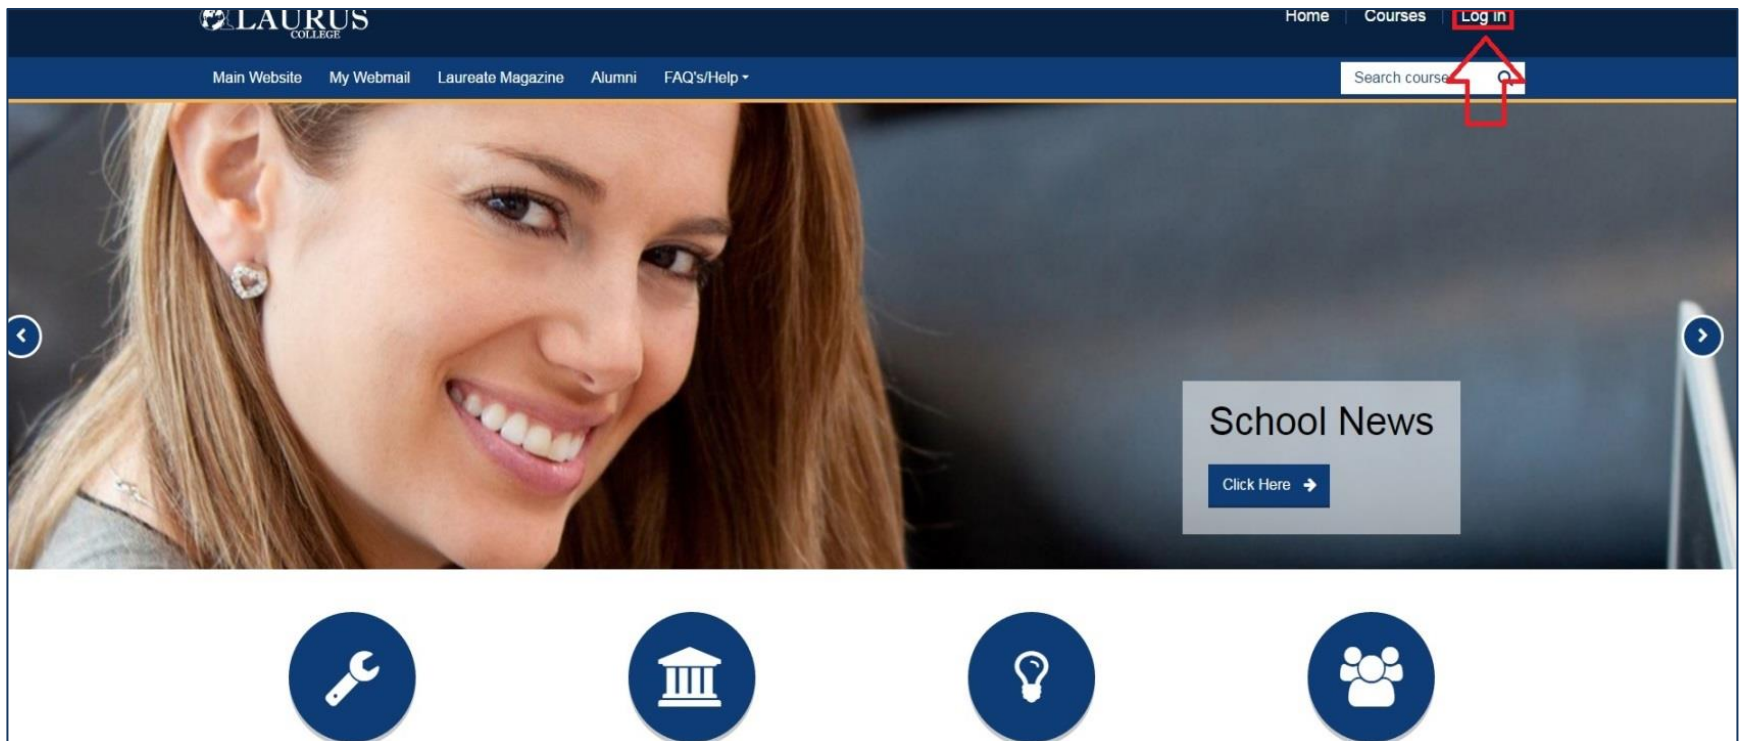 LAURUS
COLLEGE
Home Courses Log in
Main Website My Webmail Laureate Magazine Alumni FAQ's/Help
Search course
School News
Click Here